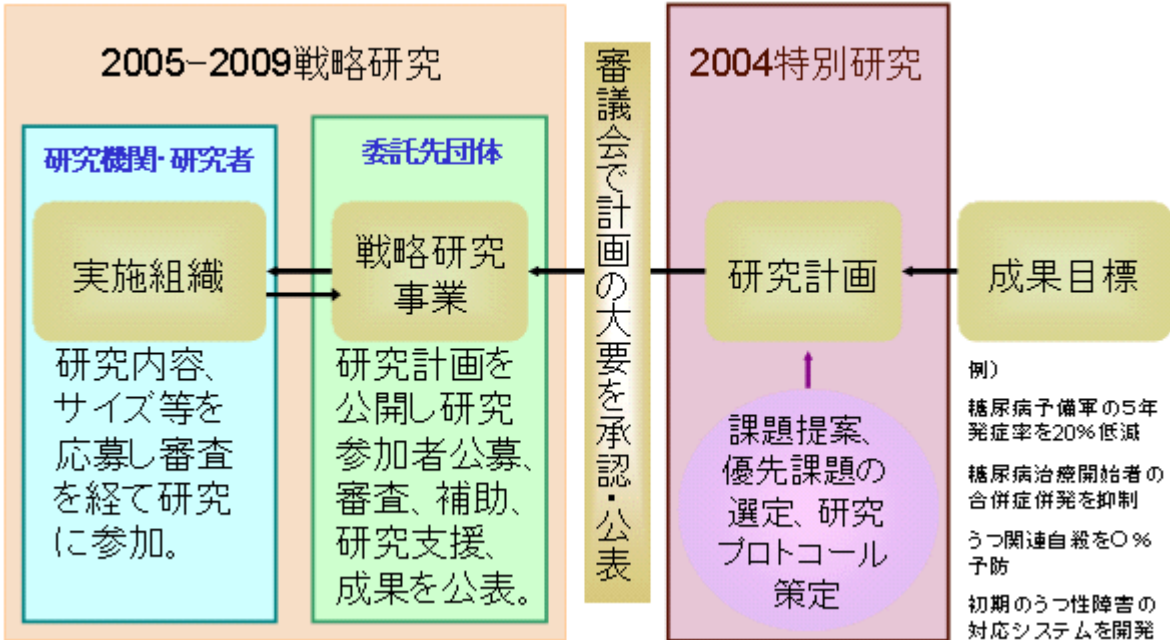 2005-2009戦略研究
研究機関・研究者
実施組織
研究内容、
サイズ等を
応募し審査
を経て研究
に参加。
委託先団体
戦略研究
事業
研究計画を
公開し研究
参加者公募、
審査、補助、
研究支援、
成果を公表。
審議会で計画の大要を承認・公表
2004特別研究
研究計画
課題提案、
優先課題の
選定、研究
プロトコール
策定
成果目標
例)
糖尿病予備軍の5年
発症率を20%低減
糖尿病治療開始者の
合併症併発を抑制
うつ関連自殺を○%
予防
初期のうつ性障害の
対応システムを開発